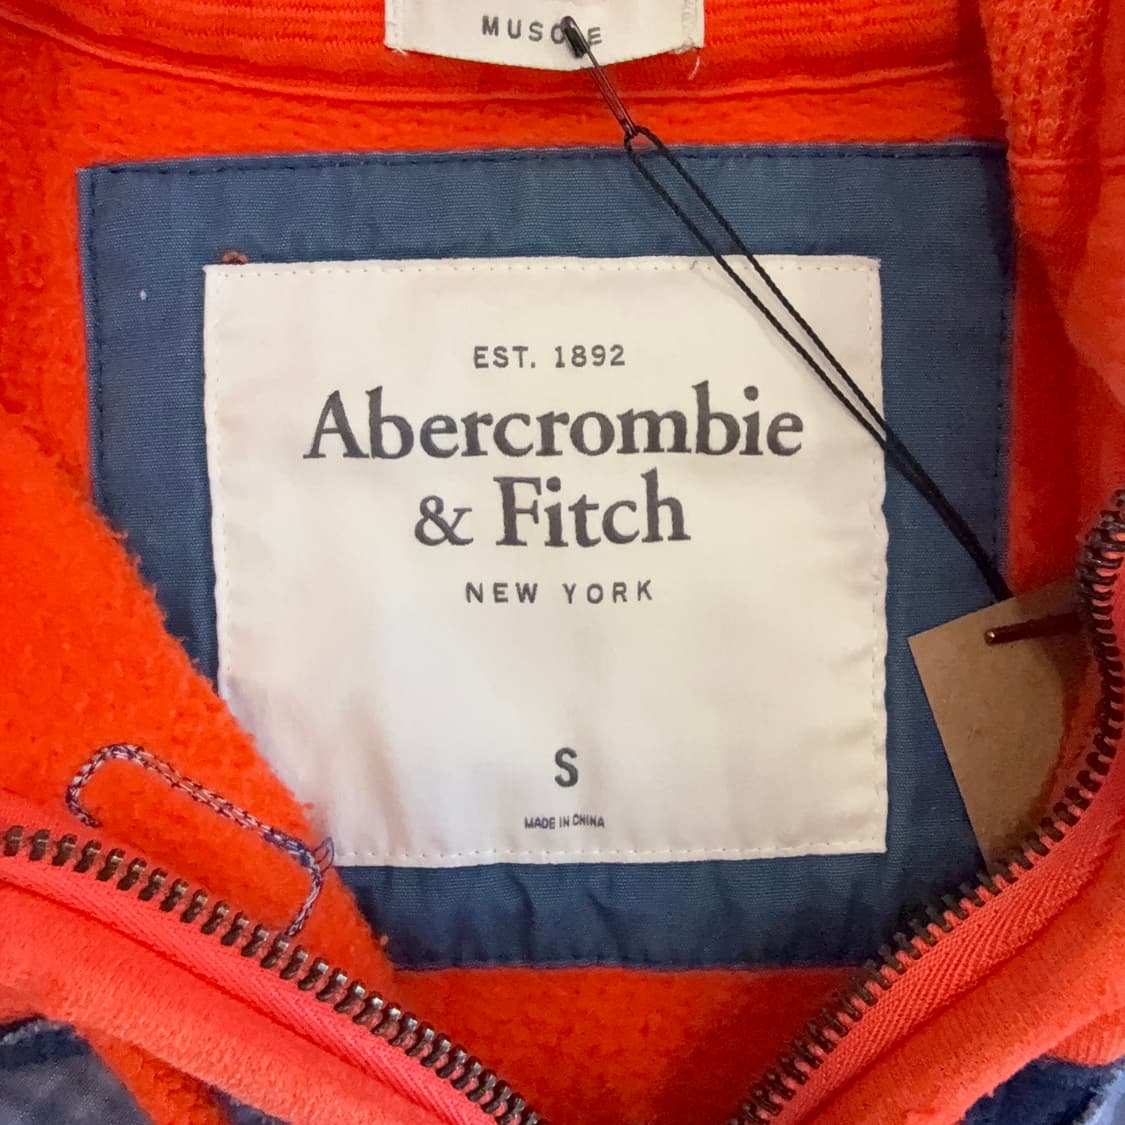 MUSCLE
EST. 1892
Abercrombie
& Fitch
NEW YORK
S
MADE IN CHINA